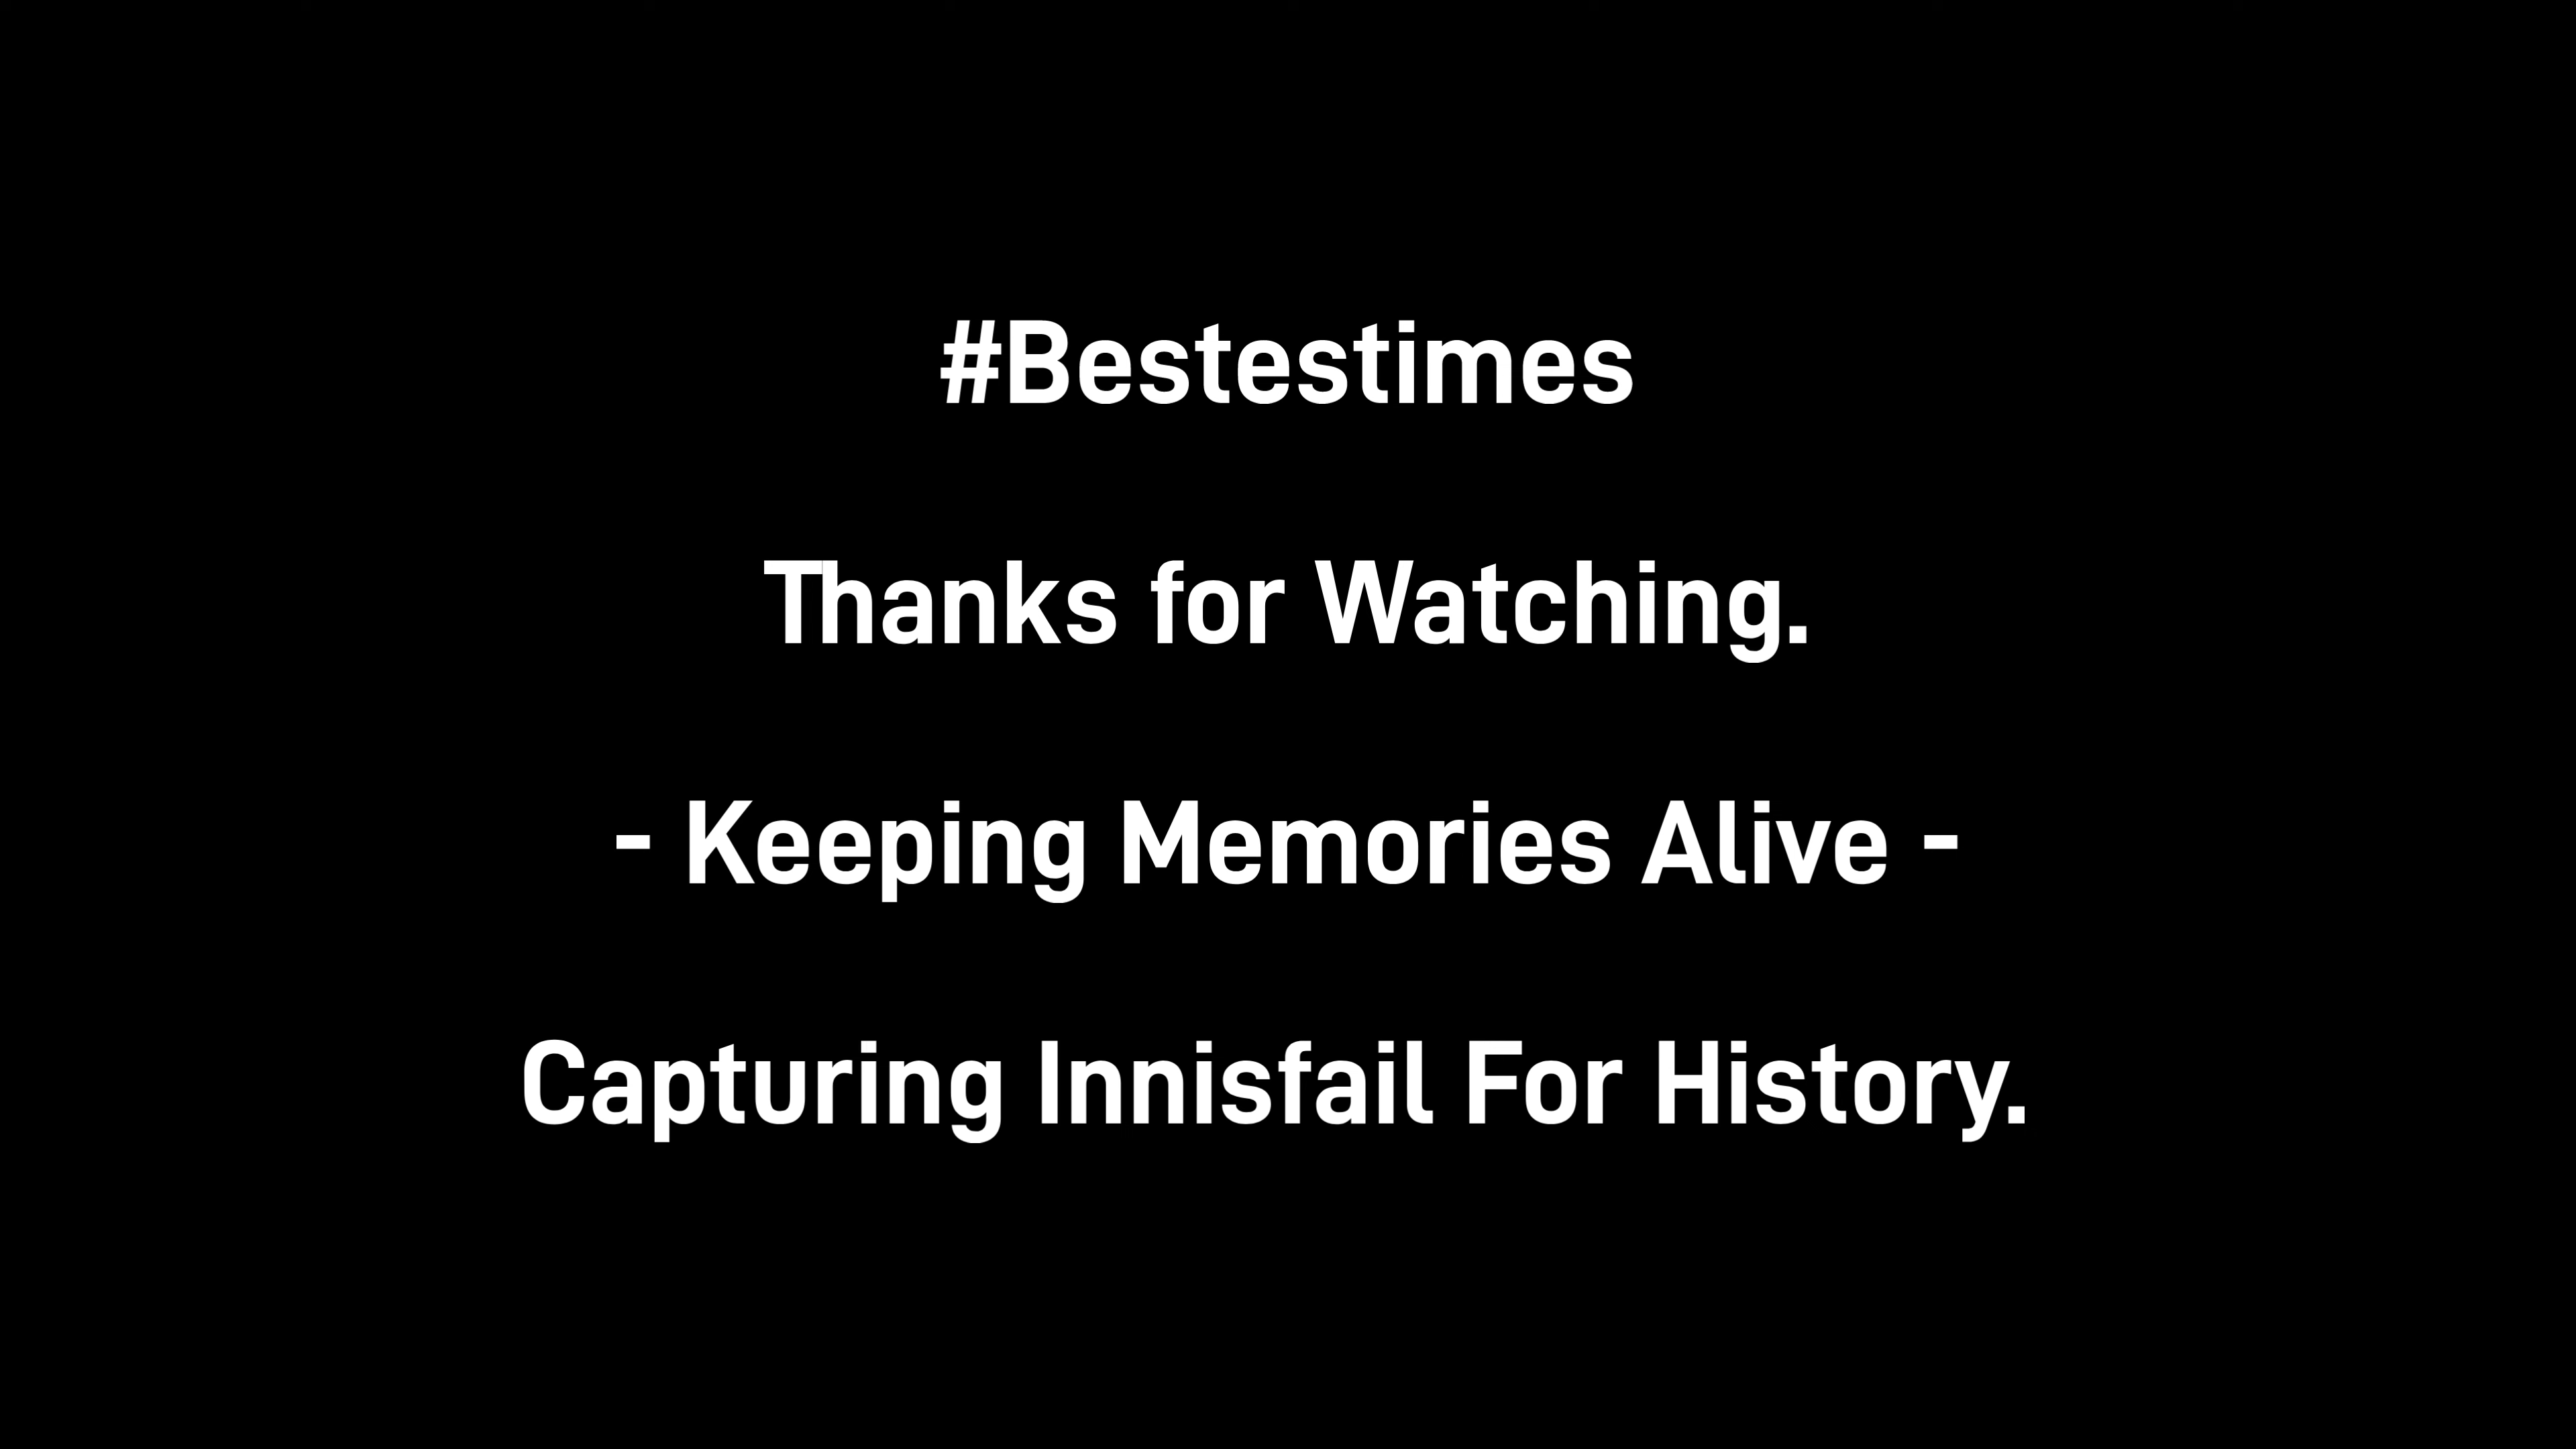 #Bestestimes
Thanks for Watching.
- Keeping Memories Alive -
Capturing Innisfail For History.